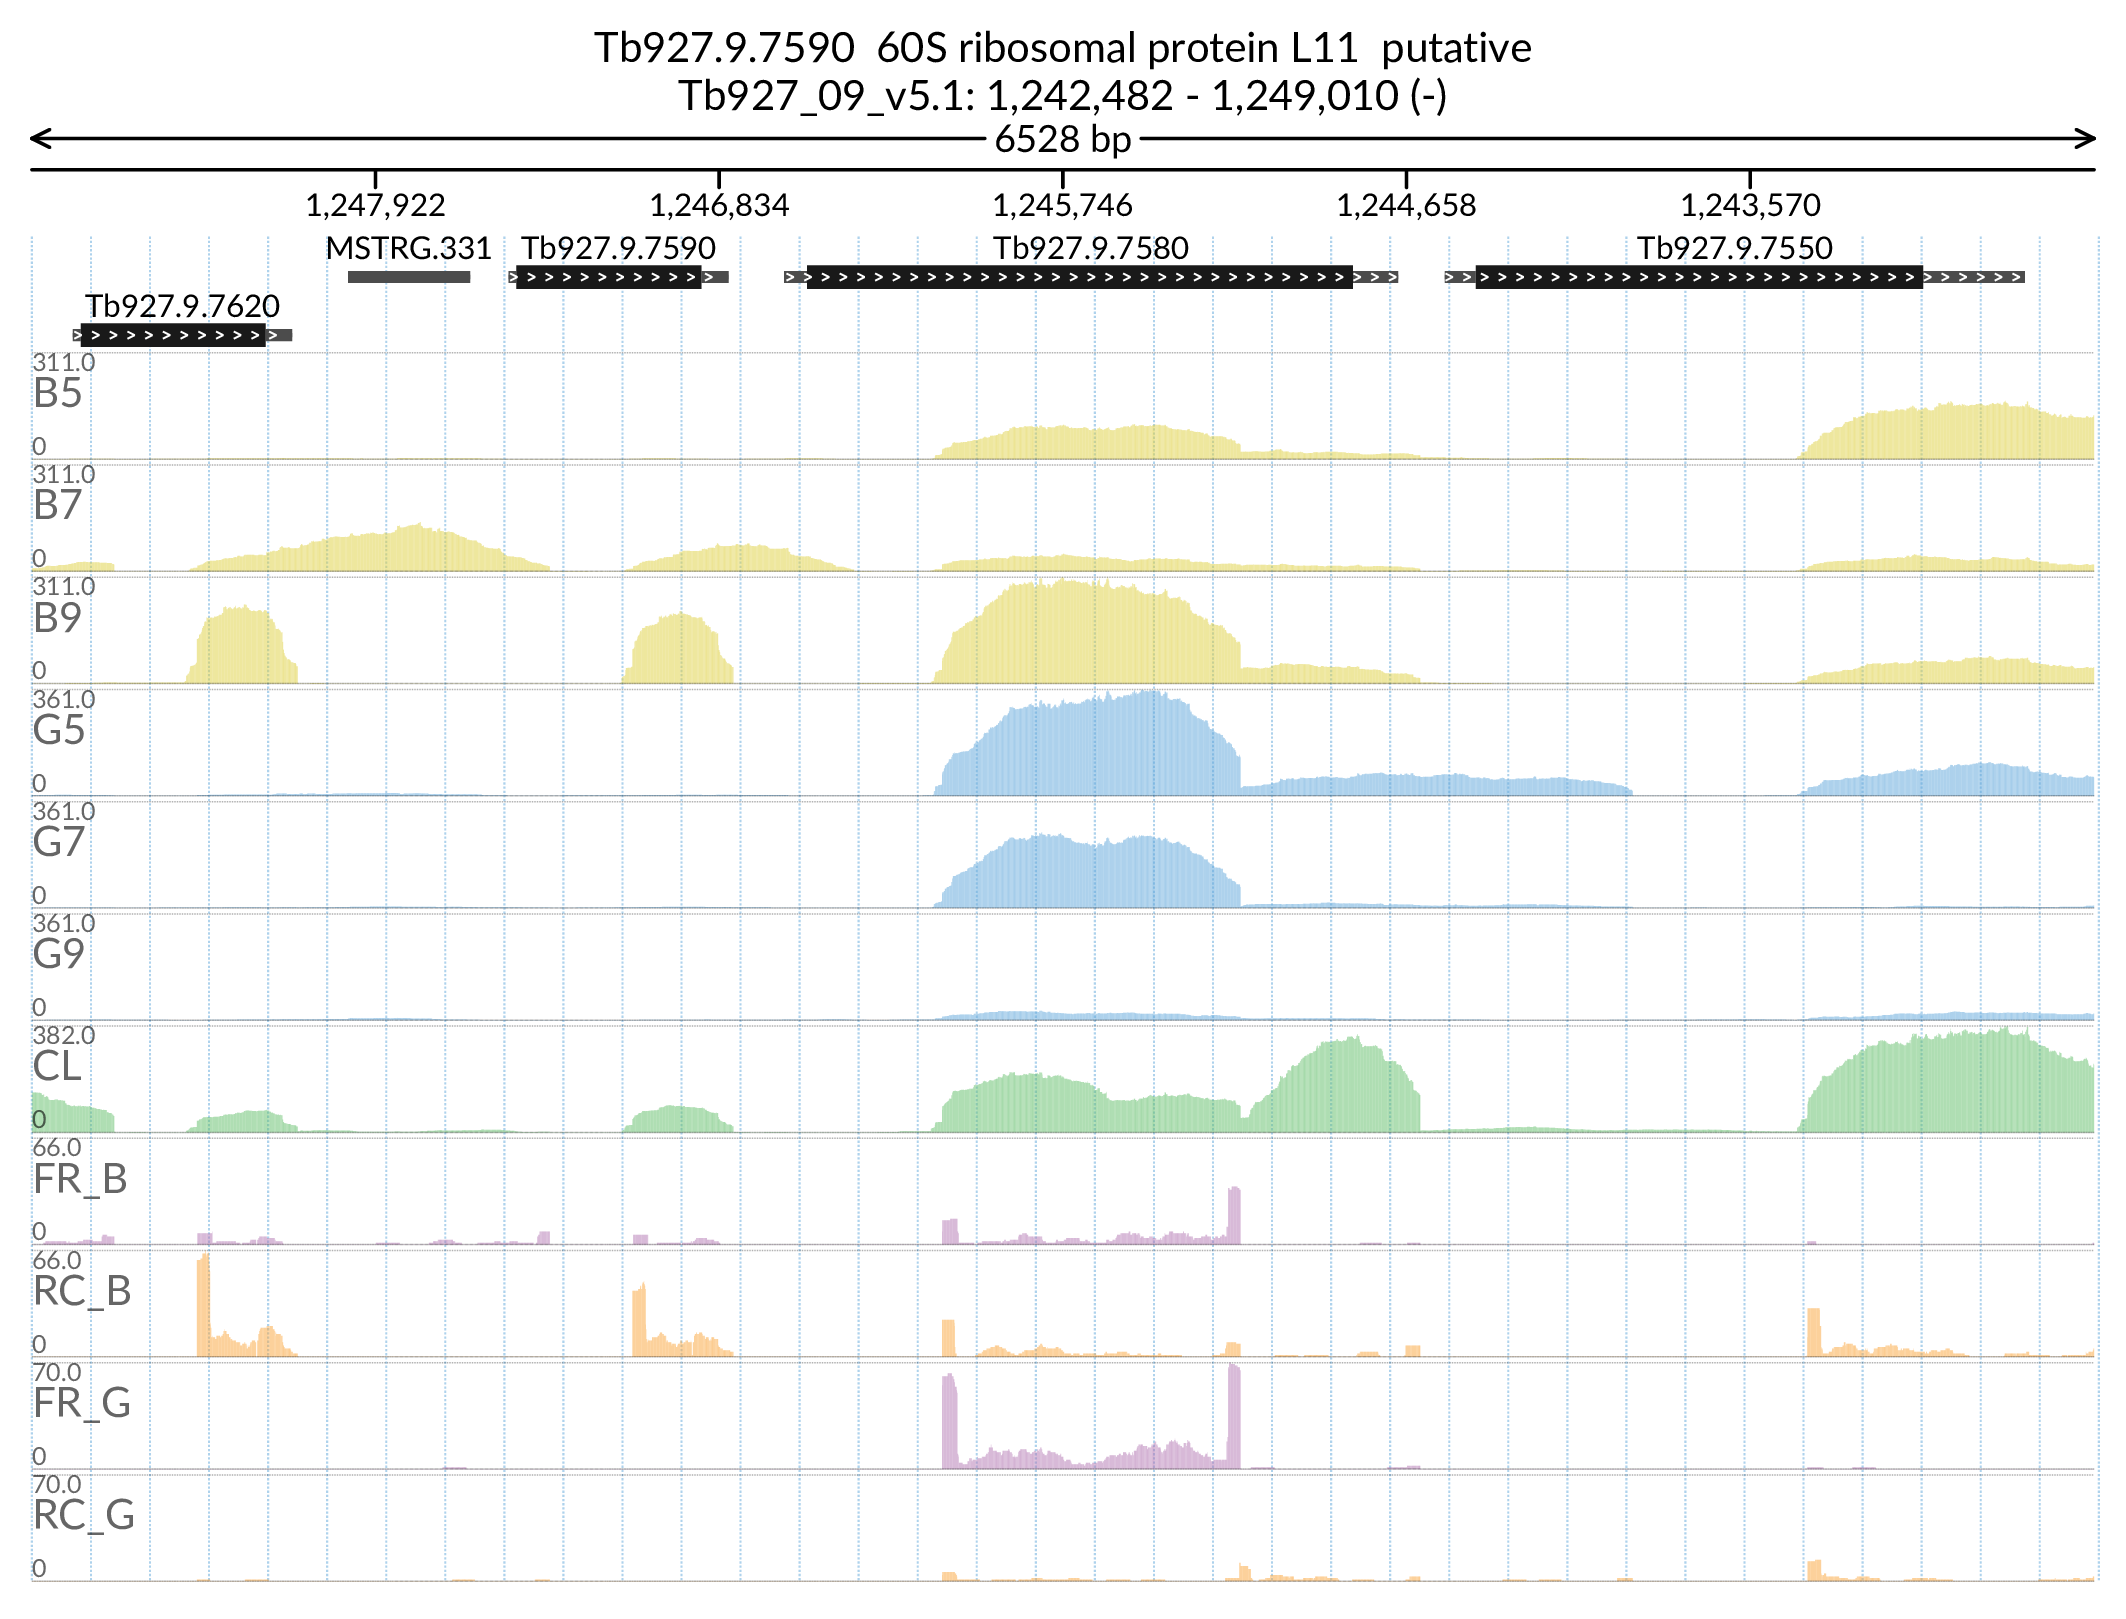 Tb927.9.7590 60S ribosomal protein L11 putative
Tb927_09_v5.1: 1,242,482 - 1,249,010 (-)
6528 bp
1,247,922 1,246,834 1,245,746 1,244,658 1,243,570
MSTRG.331 Tb927.9.7590 Tb927.9.7580 Tb927.9.7550
Tb927.9.7620
311.0
B5
0
311.0
B7
0
311.0
B9
0
361.0
G5
0
361.0
G7
0
361.0
G9
0
382.0
CL
0
66.0
FR_B
0
66.0
RC_B
0
70.0
FR_G
0
70.0
RC_G
0